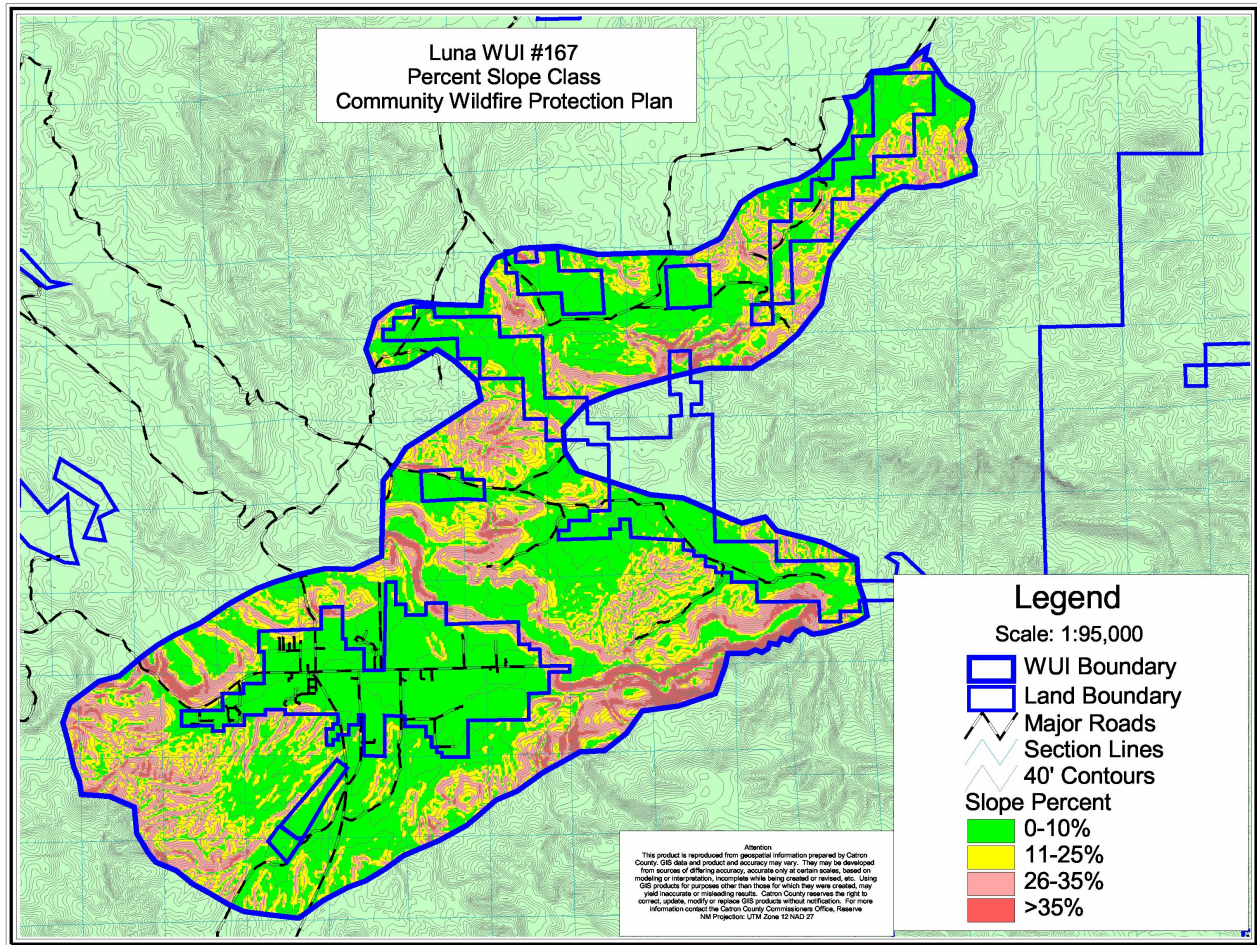 Luna WUI #167
Percent Slope Class
Community Wildfire Protection Plan
Legend
Scale: 1:95,000
WUI Boundary
Land Boundary
Major Roads
Section Lines
40' Contours
Slope Percent
0-10%
11-25%
26-35%
>35%
Attention
This product is reproduced from geospatial information prepared by Catron
County. GIS data and product and accuracy may vary. They may be developed
from sources of differing accuracy, accurate only at certain scales, based on
modeling or interpretation, incomplete while being created or revised, etc. Using
GIS products for purposes other than those for which they were created, may
yield inaccurate or misleading results. Catron County reserves the right to
correct, update, modify or replace GIS products without notification. For more
information contact the Catron County Commissioners Office, Reserve
NM Projection: UTM Zone 12 NAD 27